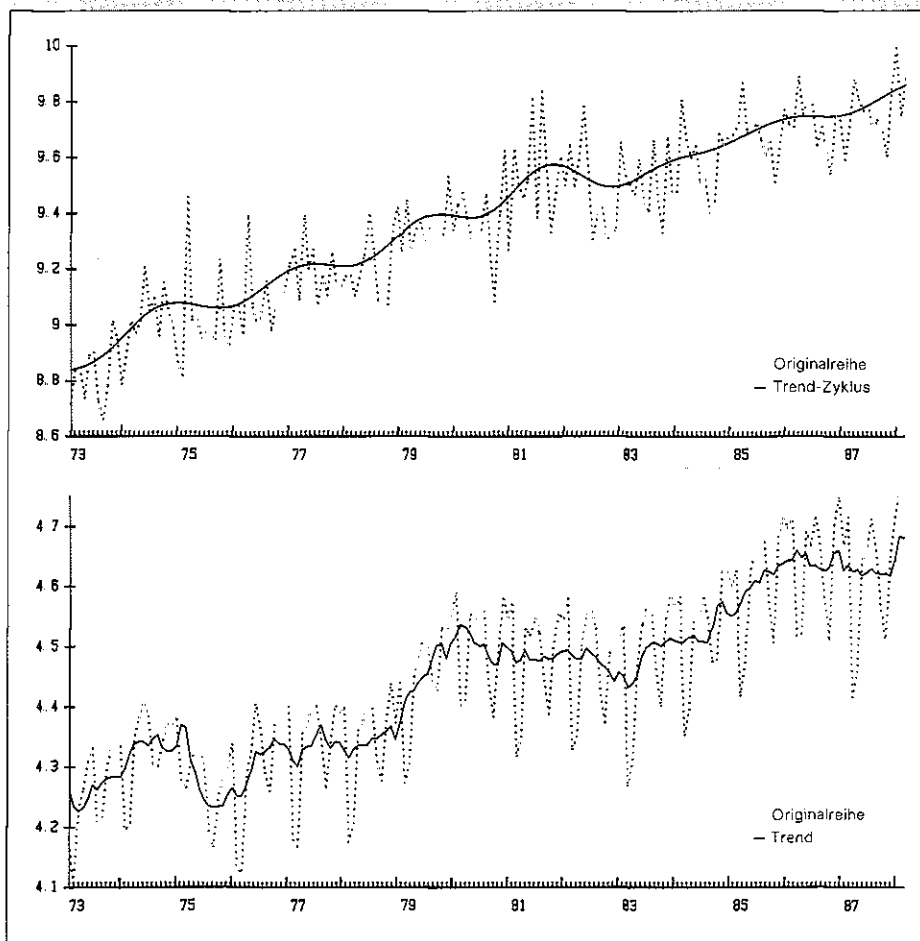 10
9.8
9.6
9.4
9.2
9
8.8
8.6
Originalreihe
— Trend-Zyklus
73 75 77 79 81 83 85 87
4.7
4.6
4.5
4.4
4.3
4.2
4.1
Originalreihe
— Trend
73 75 77 79 81 83 85 87